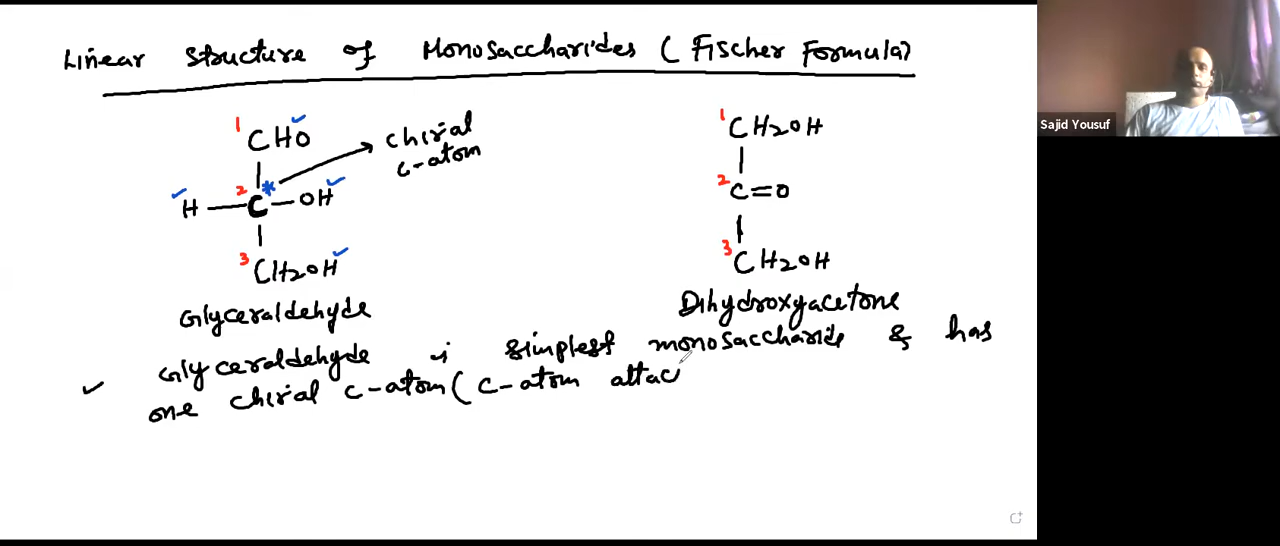 Linear structure of Monosaccharides (Fischer Formula)
1
CHO
chiral
c-atom
2
*
H — C — OH
3
CH2OH
Glyceraldehyde
1
CH2OH
2
C=O
3
CH2OH
Dihydroxyacetone
Glyceraldehyde is simplest monosaccharide & has
one chiral c-atom (c-atom attac
Sajid Yousuf